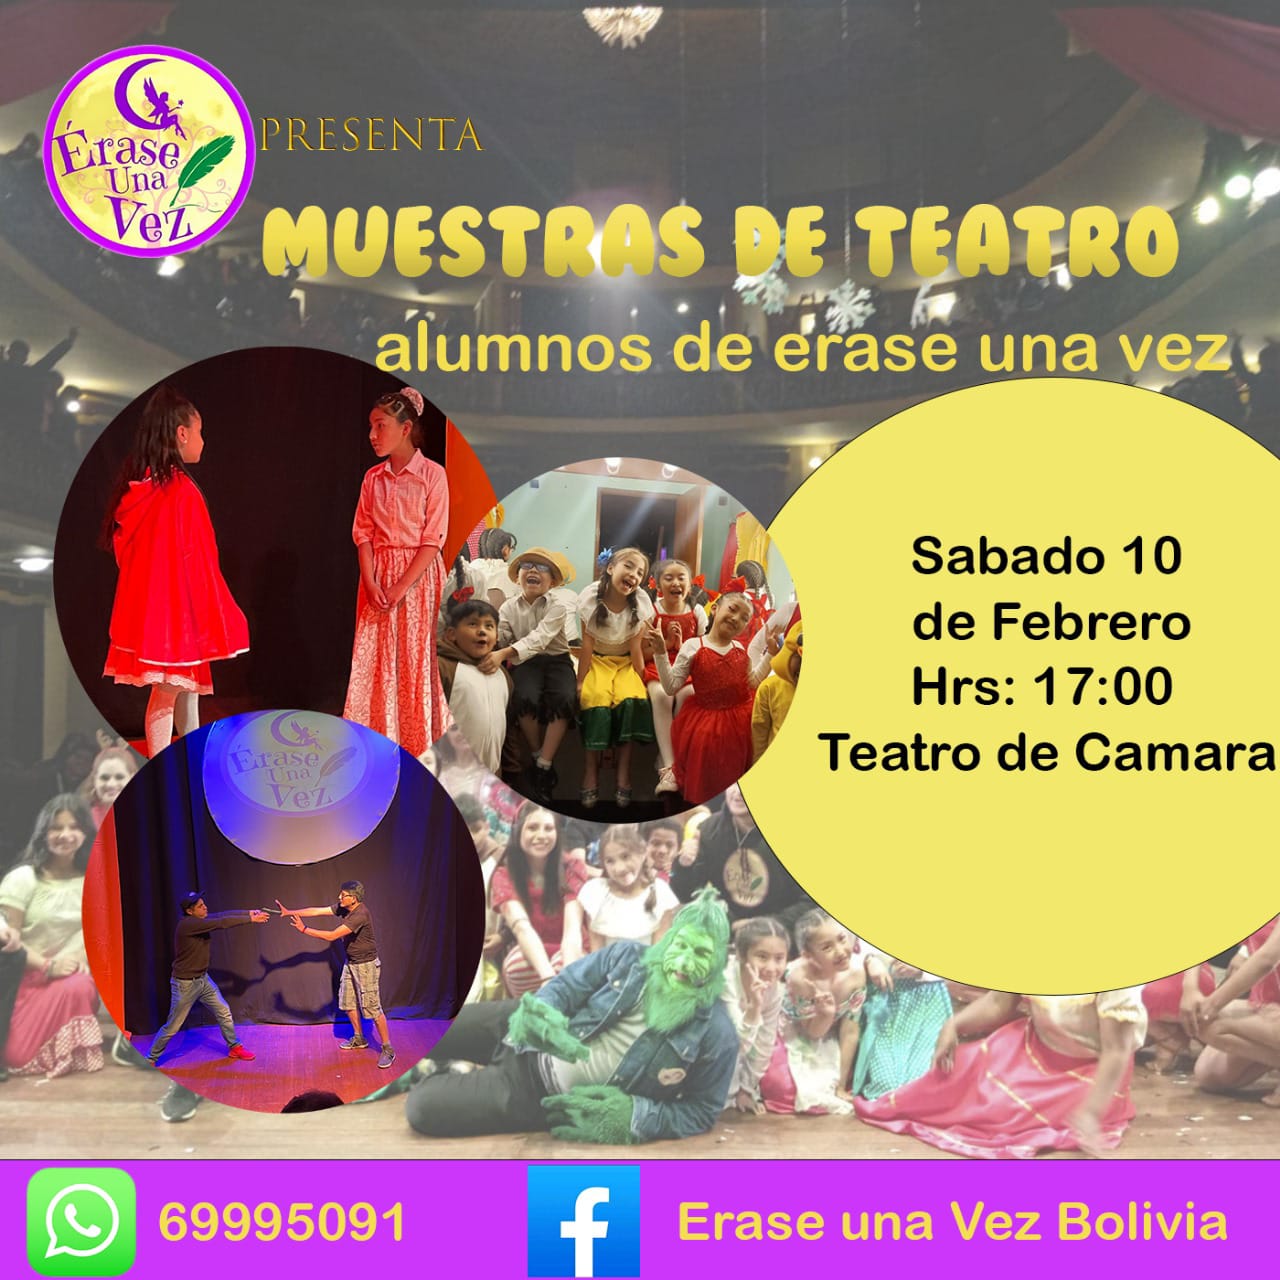 Érase
Una
Vez
PRESENTA
MUESTRAS DE TEATRO
alumnos de erase una vez
Sabado 10
de Febrero
Hrs: 17:00
Teatro de Camara
Érase
Una
Vez
69995091
Erase una Vez Bolivia